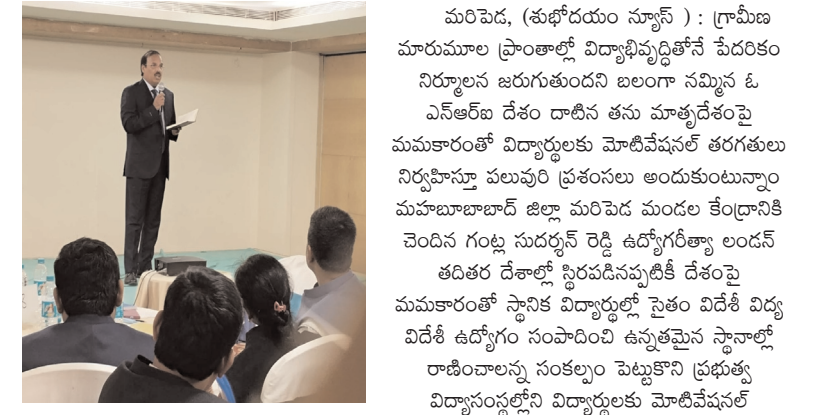 మరిపెడ, (శుభోదయం న్యూస్ ) : గ్రామీణ
మారుమూల ప్రాంతాల్లో విద్యాభివృద్ధితోనే పేదరికం
నిర్మూలన జరుగుతుందని బలంగా నమ్మిన ఓ
ఎన్ఆర్ఐ దేశం దాటిన తను మాతృదేశంపై
మమకారంతో విద్యార్థులకు మోటివేషనల్ తరగతులు
నిర్వహిస్తూ పలువురి ప్రశంసలు అందుకుంటున్నాం
మహబూబాబాద్ జిల్లా మరిపెడ మండల కేంద్రానికి
చెందిన గంట్ల సుదర్శన్ రెడ్డి ఉద్యోగరీత్యా లండన్
తదితర దేశాల్లో స్థిరపడినప్పటికీ దేశంపై
మమకారంతో స్థానిక విద్యార్థుల్లో సైతం విదేశీ విద్య
విదేశీ ఉద్యోగం సంపాదించి ఉన్నతమైన స్థానాల్లో
రాణించాలన్న సంకల్పం పెట్టుకొని ప్రభుత్వ
విద్యాసంస్థల్లోని విద్యార్థులకు మోటివేషనల్